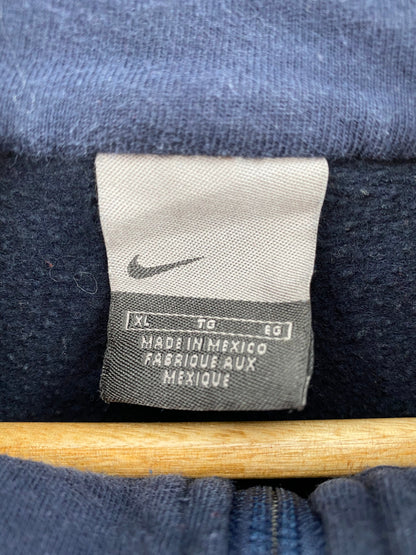 XL TG EG
MADE IN MEXICO
FABRIQUE AUX
MEXIQUE